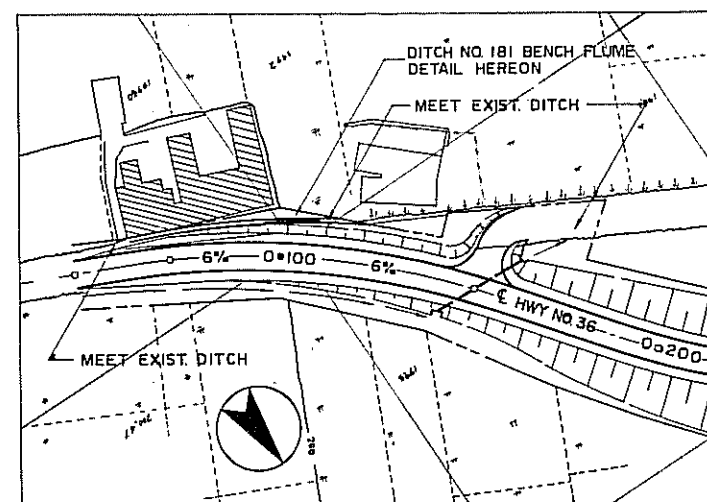 DITCH NO. 181 BENCH FLUME
DETAIL HEREON
MEET EXIST. DITCH
6%
0+100
6%
℄ HWY NO. 36
0+200
MEET EXIST. DITCH